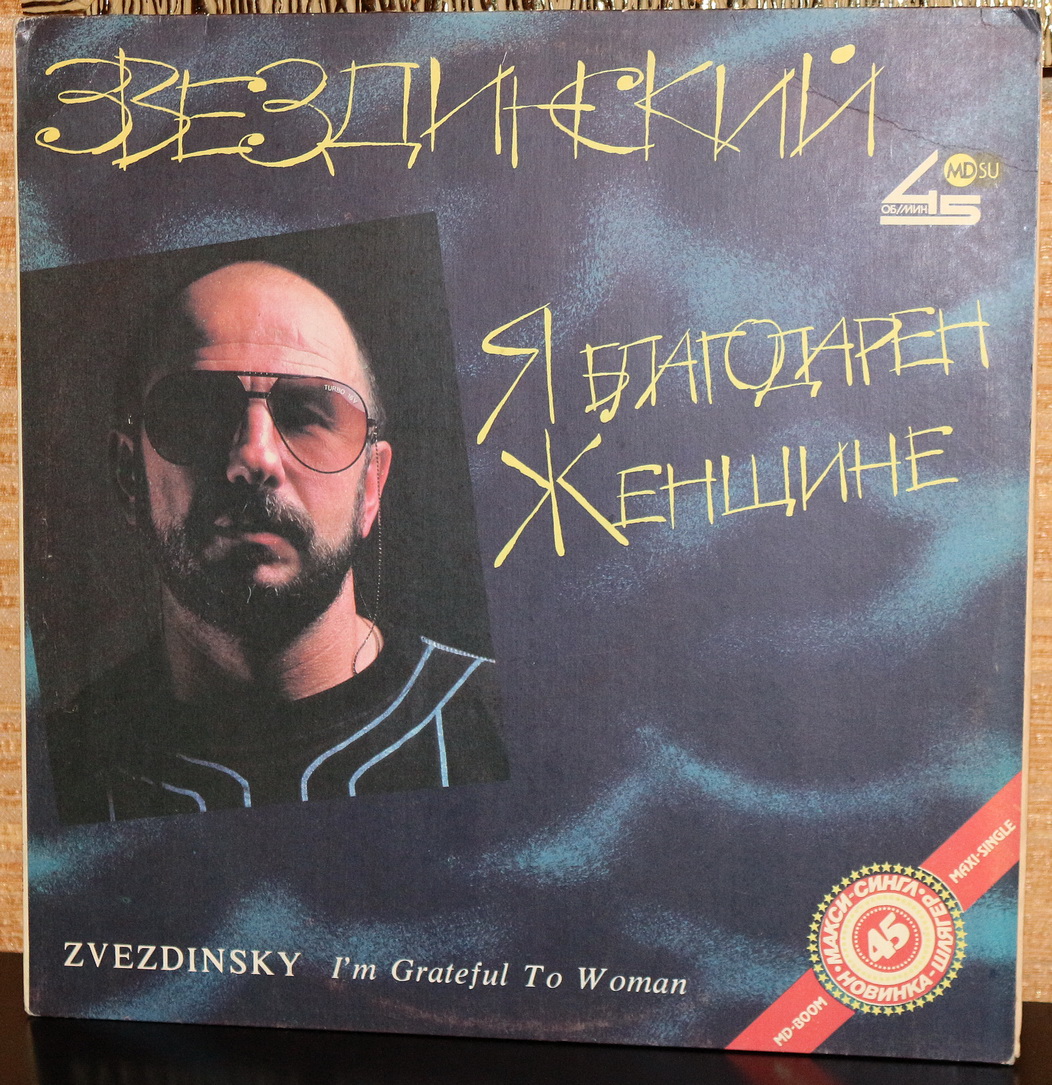 ЗВЕЗДИНСКИЙ
MD SU
45 ОБ/МИН
Я БЛАГОДАРЕН
ЖЕНЩИНЕ
TURBO
MAXI-SINGLE
МАКСИ-СИНГЛ • ШЛЯГЕР • НОВИНКА •
45
MD-BOOM
ZVEZDINSKY I'm Grateful To Woman